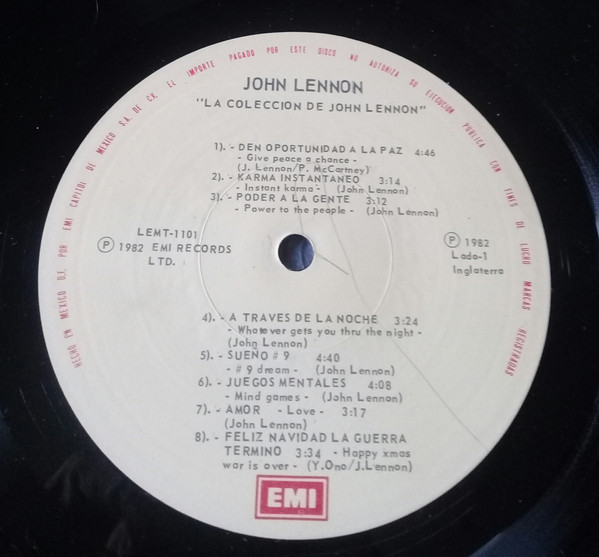 HECHO EN MEXICO D.F. POR EMI CAPITOL DE MEXICO S.A. DE C.V. EL IMPORTE PAGADO POR ESTE DISCO NO AUTORIZA SU EJECUCION PUBLICA CON FINES DE LUCRO MARCAS REGISTRADAS
JOHN LENNON
"LA COLECCION DE JOHN LENNON"
1). - DEN OPORTUNIDAD A LA PAZ 4:46
- Give peace a chance -
(J. Lennon/P. McCartney)
2). - KARMA INSTANTANEO 3:14
- Instant karma - (John Lennon)
3). - PODER A LA GENTE 3:12
- Power to the people - (John Lennon)
LEMT-1101
Ⓟ 1982 EMI RECORDS
LTD.
Ⓟ 1982
Lado-1
Inglaterra
4). - A TRAVES DE LA NOCHE 3:24
- Whatever gets you thru the night -
(John Lennon)
5). - SUEÑO # 9 4:40
- # 9 dream - (John Lennon)
6). - JUEGOS MENTALES 4:08
- Mind games - (John Lennon)
7). - AMOR - Love - 3:17
(John Lennon)
8). - FELIZ NAVIDAD LA GUERRA
TERMINO 3:34 - Happy xmas
war is over - (Y.Ono/J.Lennon)
EMI